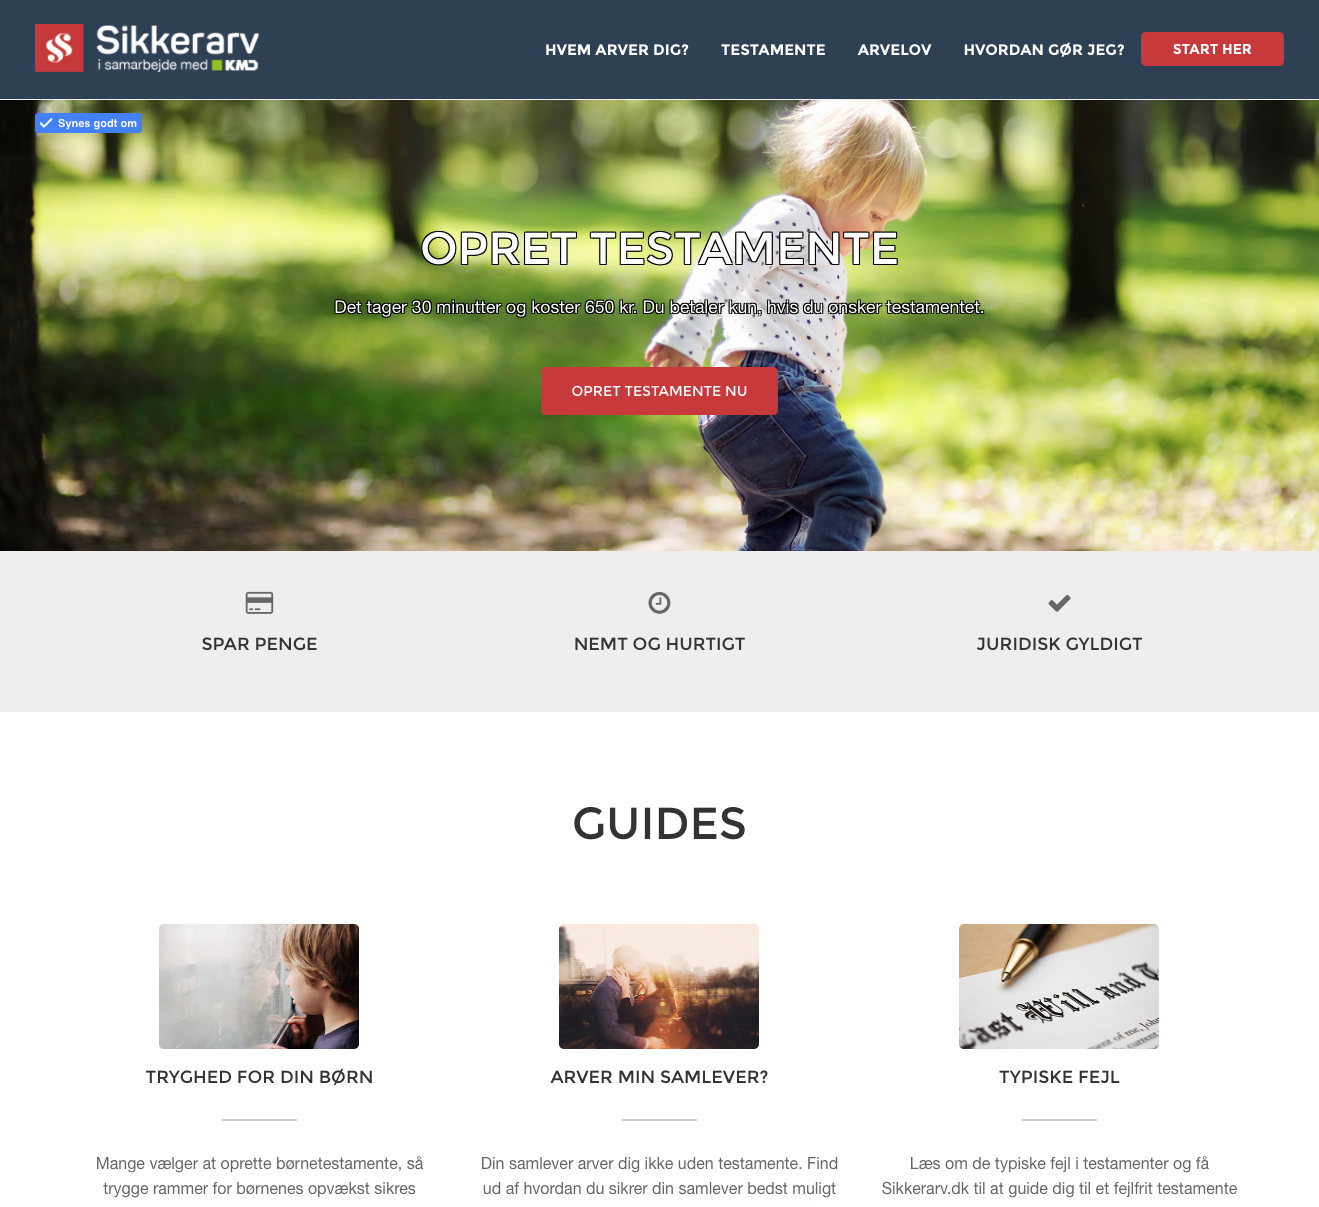 Sikkerarv
i samarbejde med KMD
HVEM ARVER DIG? TESTAMENTE ARVELOV HVORDAN GØR JEG? START HER
Synes godt om
OPRET TESTAMENTE
Det tager 30 minutter og koster 650 kr. Du betaler kun, hvis du ønsker testamentet.
OPRET TESTAMENTE NU
SPAR PENGE NEMT OG HURTIGT JURIDISK GYLDIGT
GUIDES
Last Will and
ment of me, John
TRYGHED FOR DIN BØRN
Mange vælger at oprette børnetestamente, så
trygge rammer for børnenes opvækst sikres
ARVER MIN SAMLEVER?
Din samlever arver dig ikke uden testamente. Find
ud af hvordan du sikrer din samlever bedst muligt
TYPISKE FEJL
Læs om de typiske fejl i testamenter og få
Sikkerarv.dk til at guide dig til et fejlfrit testamente